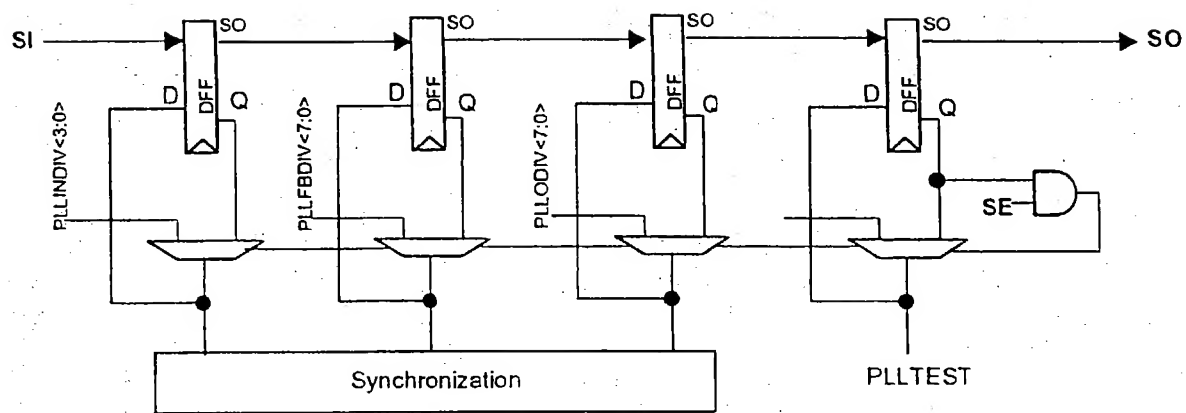 SI
SO
SO
SO
SO
SO
D
DFF
Q
D
DFF
Q
D
DFF
Q
D
DFF
Q
PLLINDIV<3:0>
PLLFBDIV<7:0>
PLLODIV<7:0>
SE
Synchronization
PLLTEST